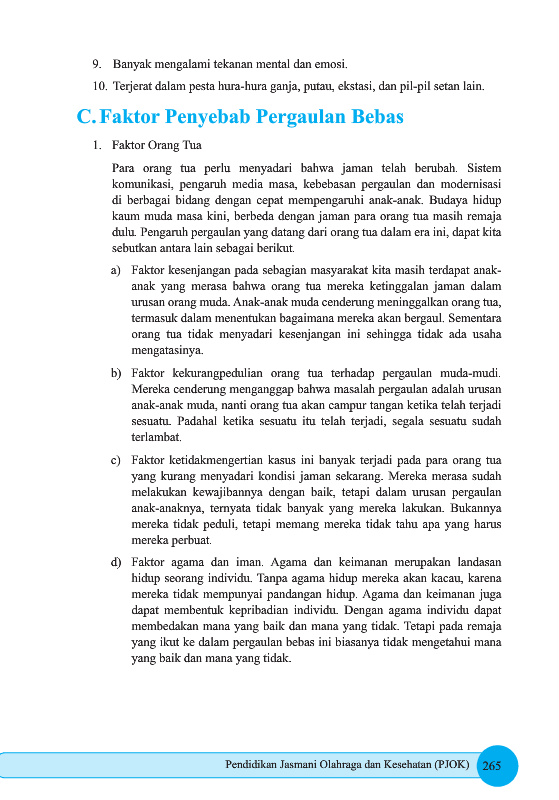 9. Banyak mengalami tekanan mental dan emosi.
10. Terjerat dalam pesta hura-hura ganja, putau, ekstasi, dan pil-pil setan lain.
C. Faktor Penyebab Pergaulan Bebas
1. Faktor Orang Tua
Para orang tua perlu menyadari bahwa jaman telah berubah. Sistem
komunikasi, pengaruh media masa, kebebasan pergaulan dan modernisasi
di berbagai bidang dengan cepat mempengaruhi anak-anak. Budaya hidup
kaum muda masa kini, berbeda dengan jaman para orang tua masih remaja
dulu. Pengaruh pergaulan yang datang dari orang tua dalam era ini, dapat kita
sebutkan antara lain sebagai berikut.
a) Faktor kesenjangan pada sebagian masyarakat kita masih terdapat anak-
anak yang merasa bahwa orang tua mereka ketinggalan jaman dalam
urusan orang muda. Anak-anak muda cenderung meninggalkan orang tua,
termasuk dalam menentukan bagaimana mereka akan bergaul. Sementara
orang tua tidak menyadari kesenjangan ini sehingga tidak ada usaha
mengatasinya.
b) Faktor kekurangpedulian orang tua terhadap pergaulan muda-mudi.
Mereka cenderung menganggap bahwa masalah pergaulan adalah urusan
anak-anak muda, nanti orang tua akan campur tangan ketika telah terjadi
sesuatu. Padahal ketika sesuatu itu telah terjadi, segala sesuatu sudah
terlambat.
c) Faktor ketidakmengertian kasus ini banyak terjadi pada para orang tua
yang kurang menyadari kondisi jaman sekarang. Mereka merasa sudah
melakukan kewajibannya dengan baik, tetapi dalam urusan pergaulan
anak-anaknya, ternyata tidak banyak yang mereka lakukan. Bukannya
mereka tidak peduli, tetapi memang mereka tidak tahu apa yang harus
mereka perbuat.
d) Faktor agama dan iman. Agama dan keimanan merupakan landasan
hidup seorang individu. Tanpa agama hidup mereka akan kacau, karena
mereka tidak mempunyai pandangan hidup. Agama dan keimanan juga
dapat membentuk kepribadian individu. Dengan agama individu dapat
membedakan mana yang baik dan mana yang tidak. Tetapi pada remaja
yang ikut ke dalam pergaulan bebas ini biasanya tidak mengetahui mana
yang baik dan mana yang tidak.
Pendidikan Jasmani Olahraga dan Kesehatan (PJOK) 265